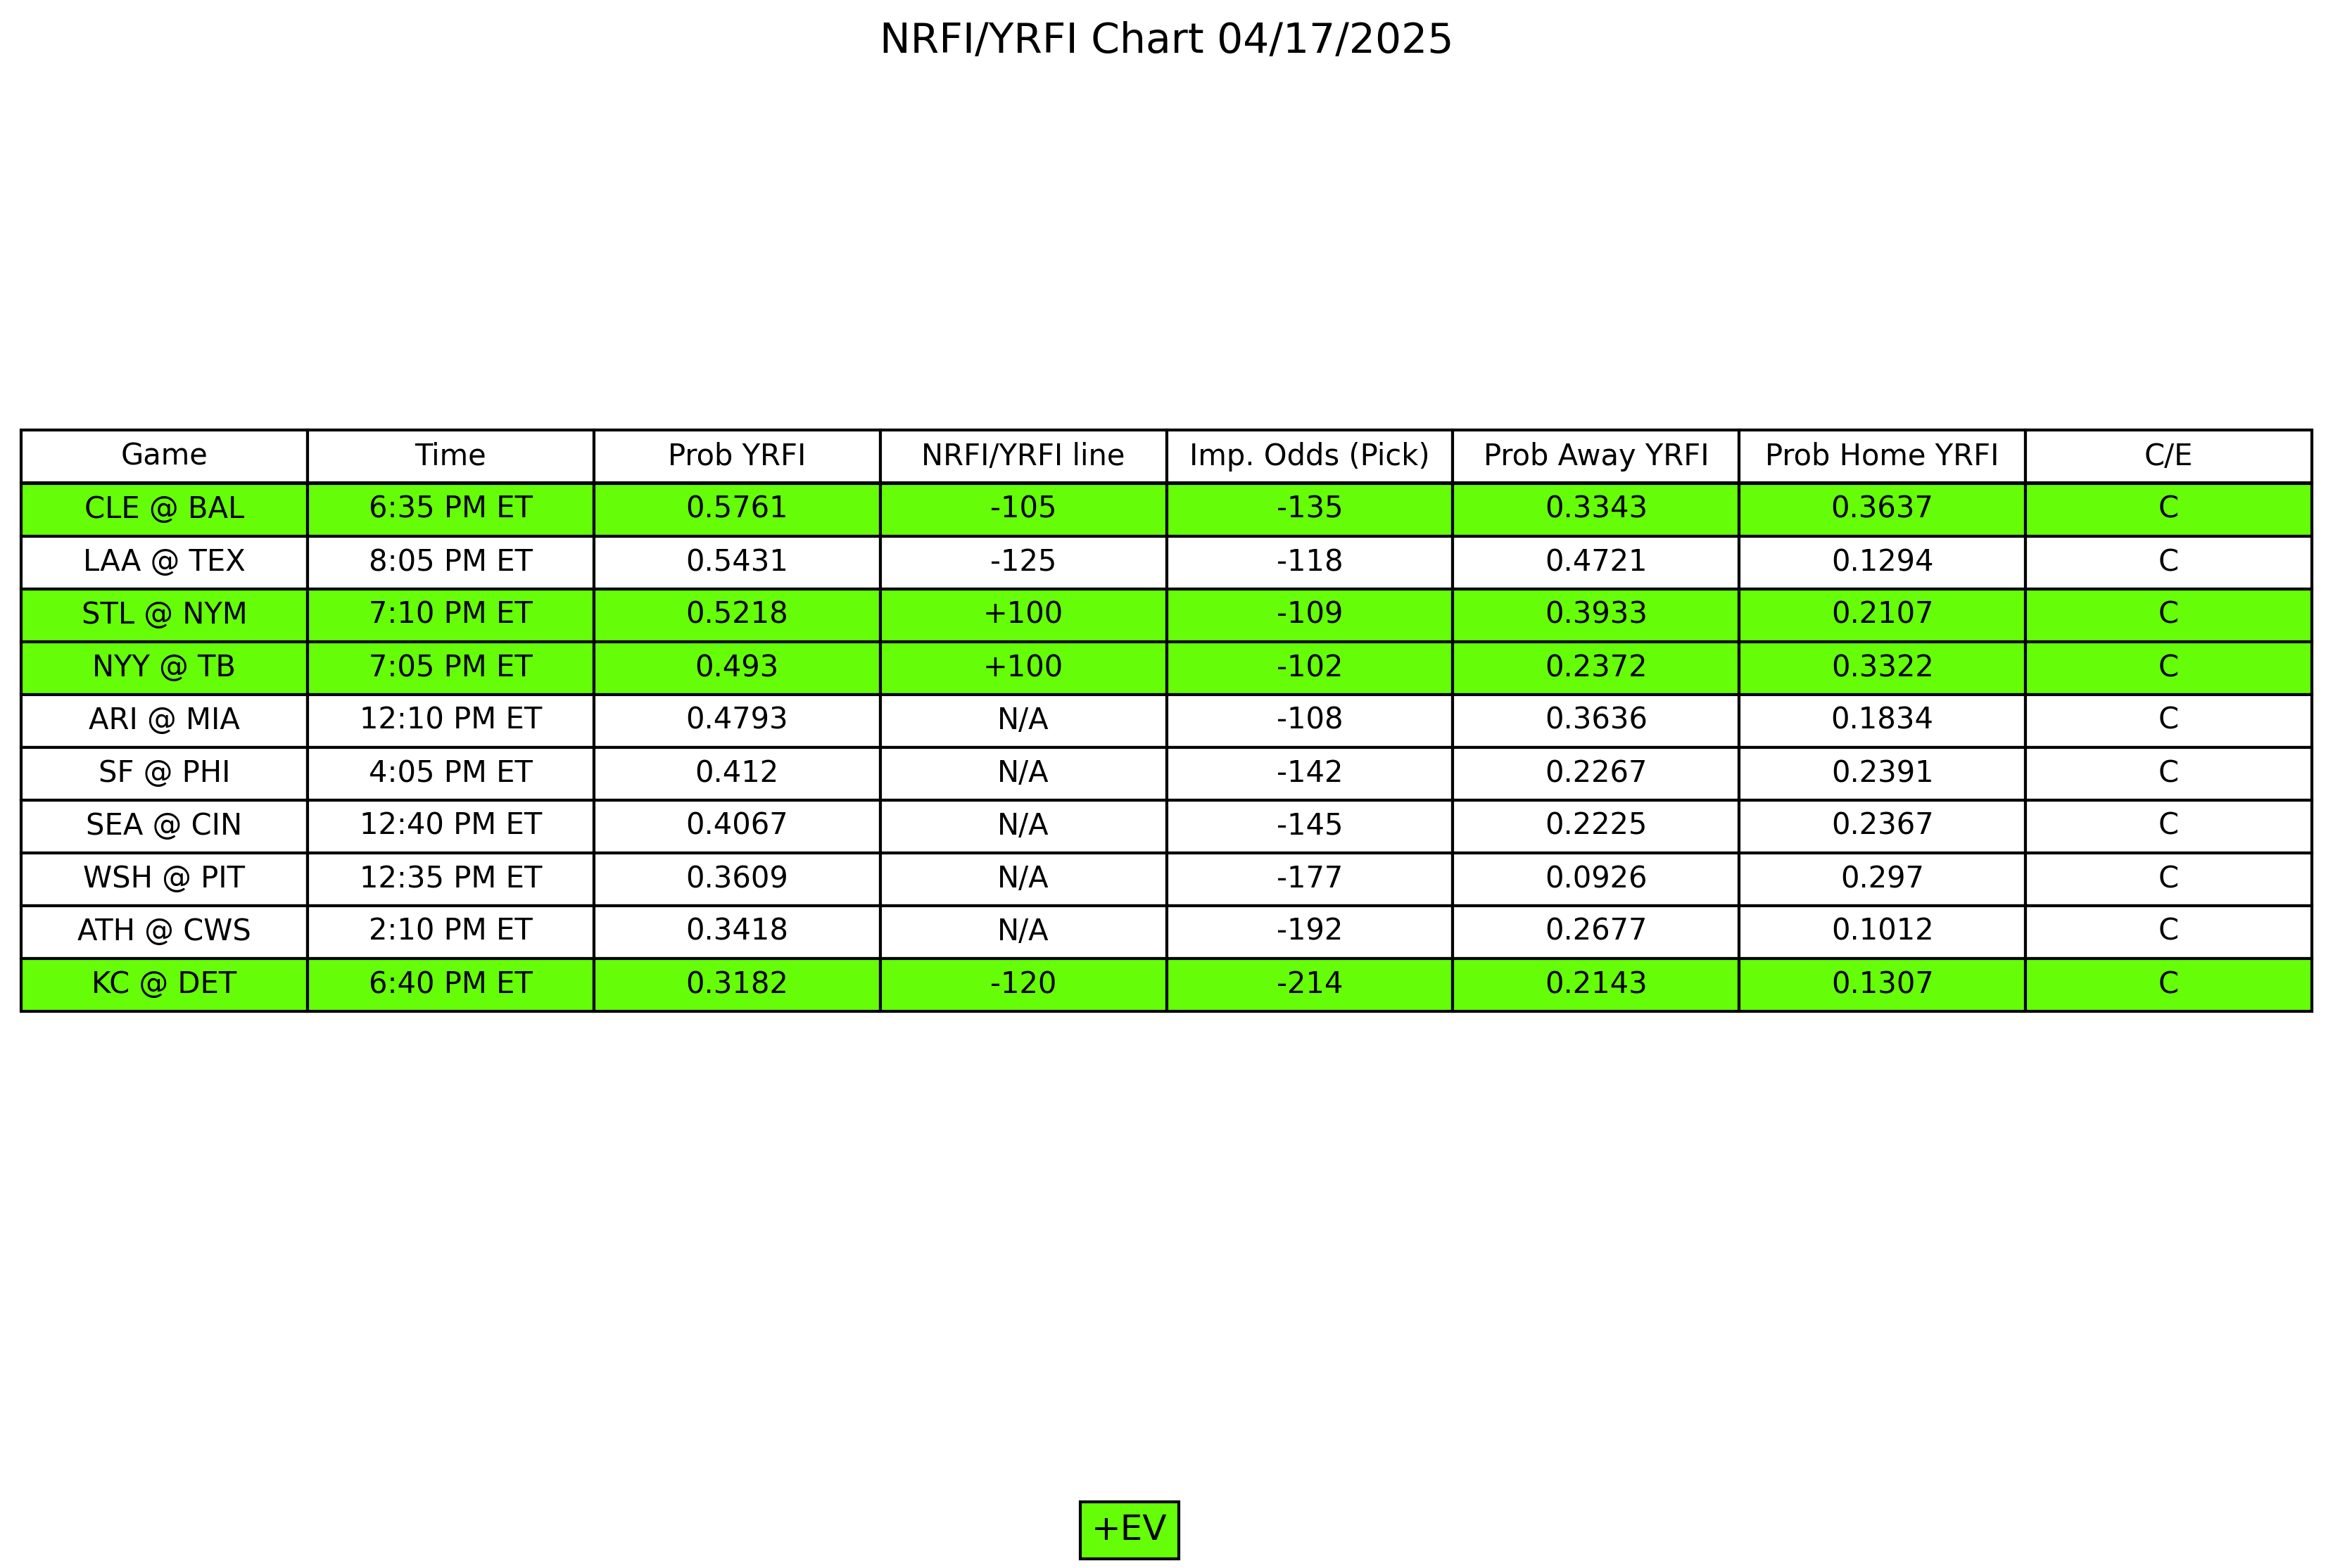 NRFI/YRFI Chart 04/17/2025
Game Time Prob YRFI NRFI/YRFI line Imp. Odds (Pick) Prob Away YRFI Prob Home YRFI C/E
CLE @ BAL 6:35 PM ET 0.5761 -105 -135 0.3343 0.3637 C
LAA @ TEX 8:05 PM ET 0.5431 -125 -118 0.4721 0.1294 C
STL @ NYM 7:10 PM ET 0.5218 +100 -109 0.3933 0.2107 C
NYY @ TB 7:05 PM ET 0.493 +100 -102 0.2372 0.3322 C
ARI @ MIA 12:10 PM ET 0.4793 N/A -108 0.3636 0.1834 C
SF @ PHI 4:05 PM ET 0.412 N/A -142 0.2267 0.2391 C
SEA @ CIN 12:40 PM ET 0.4067 N/A -145 0.2225 0.2367 C
WSH @ PIT 12:35 PM ET 0.3609 N/A -177 0.0926 0.297 C
ATH @ CWS 2:10 PM ET 0.3418 N/A -192 0.2677 0.1012 C
KC @ DET 6:40 PM ET 0.3182 -120 -214 0.2143 0.1307 C
+EV